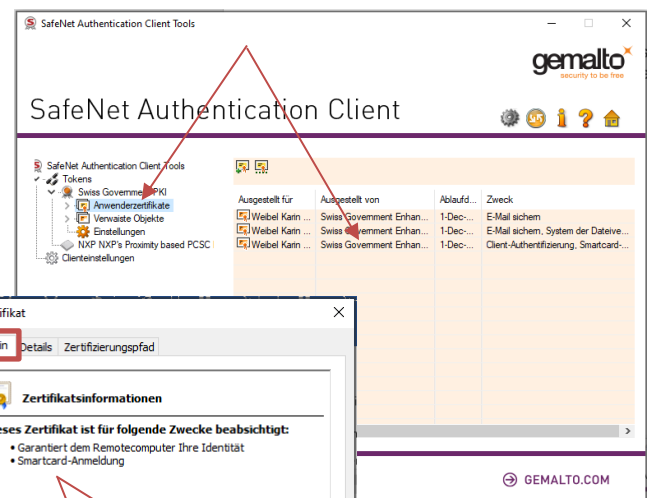 SafeNet Authentication Client Tools
gemalto
security to be free
SafeNet Authentication Client
SafeNet Authentication Client Tools
Tokens
Swiss Government PKI
Anwenderzertifikate
Verwaiste Objekte
Einstellungen
NXP NXP's Proximity based PCSC
Clienteinstellungen
Ausgestellt für Ausgestellt von Ablaufd... Zweck
Weibel Karin ... Swiss Government Enhan... 1-Dec-... E-Mail sichern
Weibel Karin ... Swiss Government Enhan... 1-Dec-... E-Mail sichern, System der Dateive...
Weibel Karin ... Swiss Government Enhan... 1-Dec-... Client-Authentifizierung, Smartcard-...
ifikat
in Details Zertifizierungspfad
Zertifikatsinformationen
eses Zertifikat ist für folgende Zwecke beabsichtigt:
• Garantiert dem Remotecomputer Ihre Identität
• Smartcard-Anmeldung
GEMALTO.COM